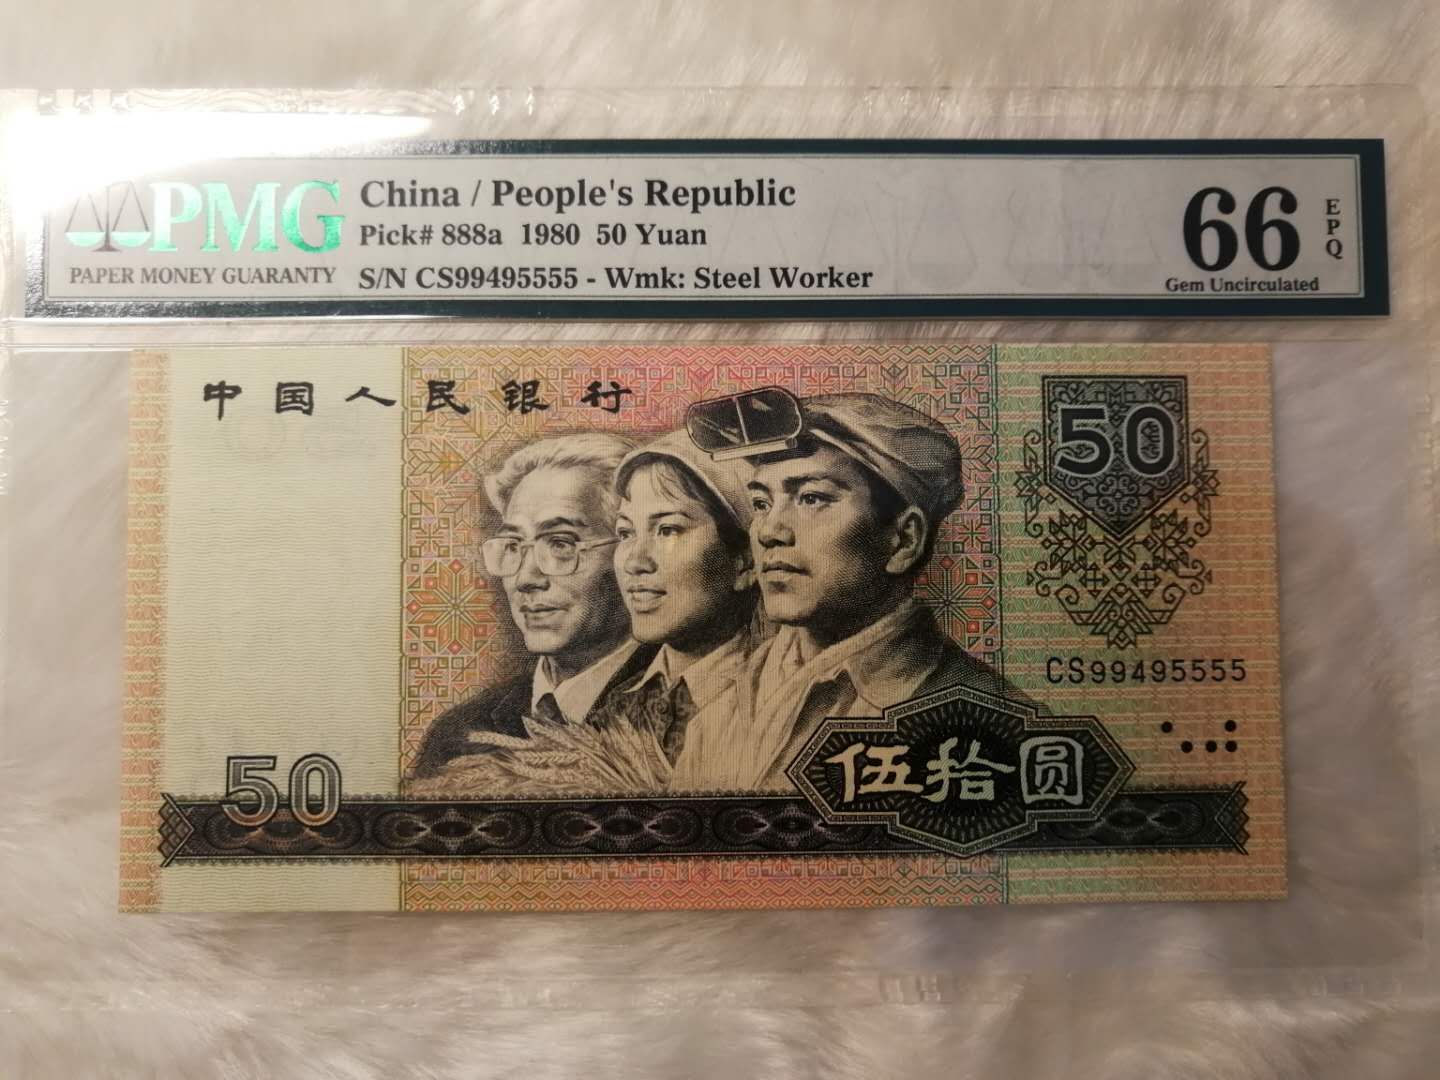 PMG
PAPER MONEY GUARANTY
China / People's Republic
Pick# 888a 1980 50 Yuan
S/N CS99495555 - Wmk: Steel Worker
66
EPQ
Gem Uncirculated
中国人民银行
50
CS99495555
50
伍拾圆